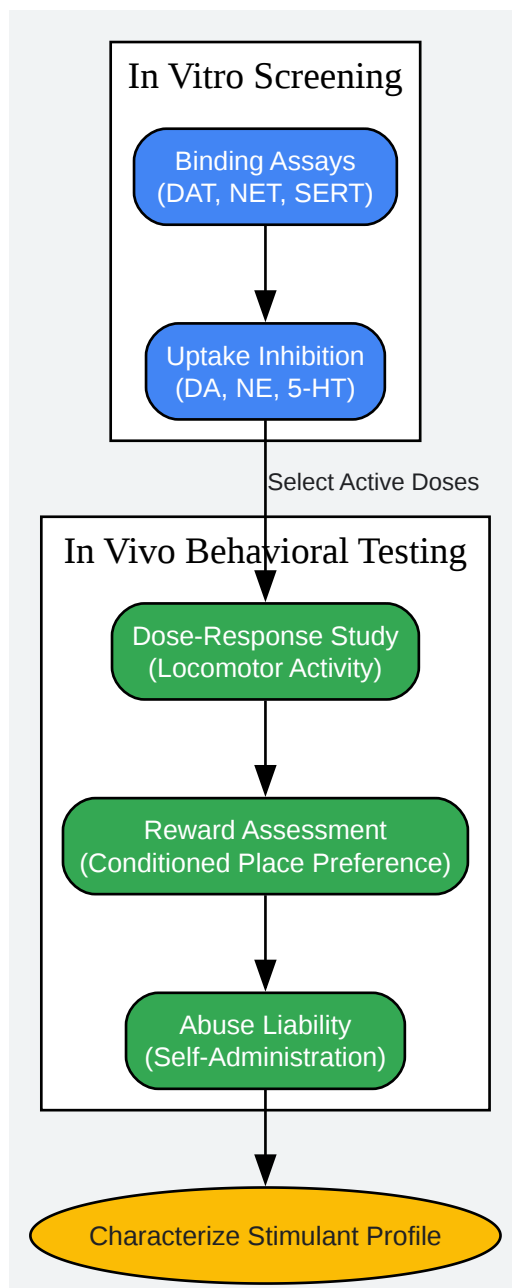 In Vitro Screening
Binding Assays
(DAT, NET, SERT)
Uptake Inhibition
(DA, NE, 5-HT)
Select Active Doses
In Vivo Behavioral Testing
Dose-Response Study
(Locomotor Activity)
Reward Assessment
(Conditioned Place Preference)
Abuse Liability
(Self-Administration)
Characterize Stimulant Profile